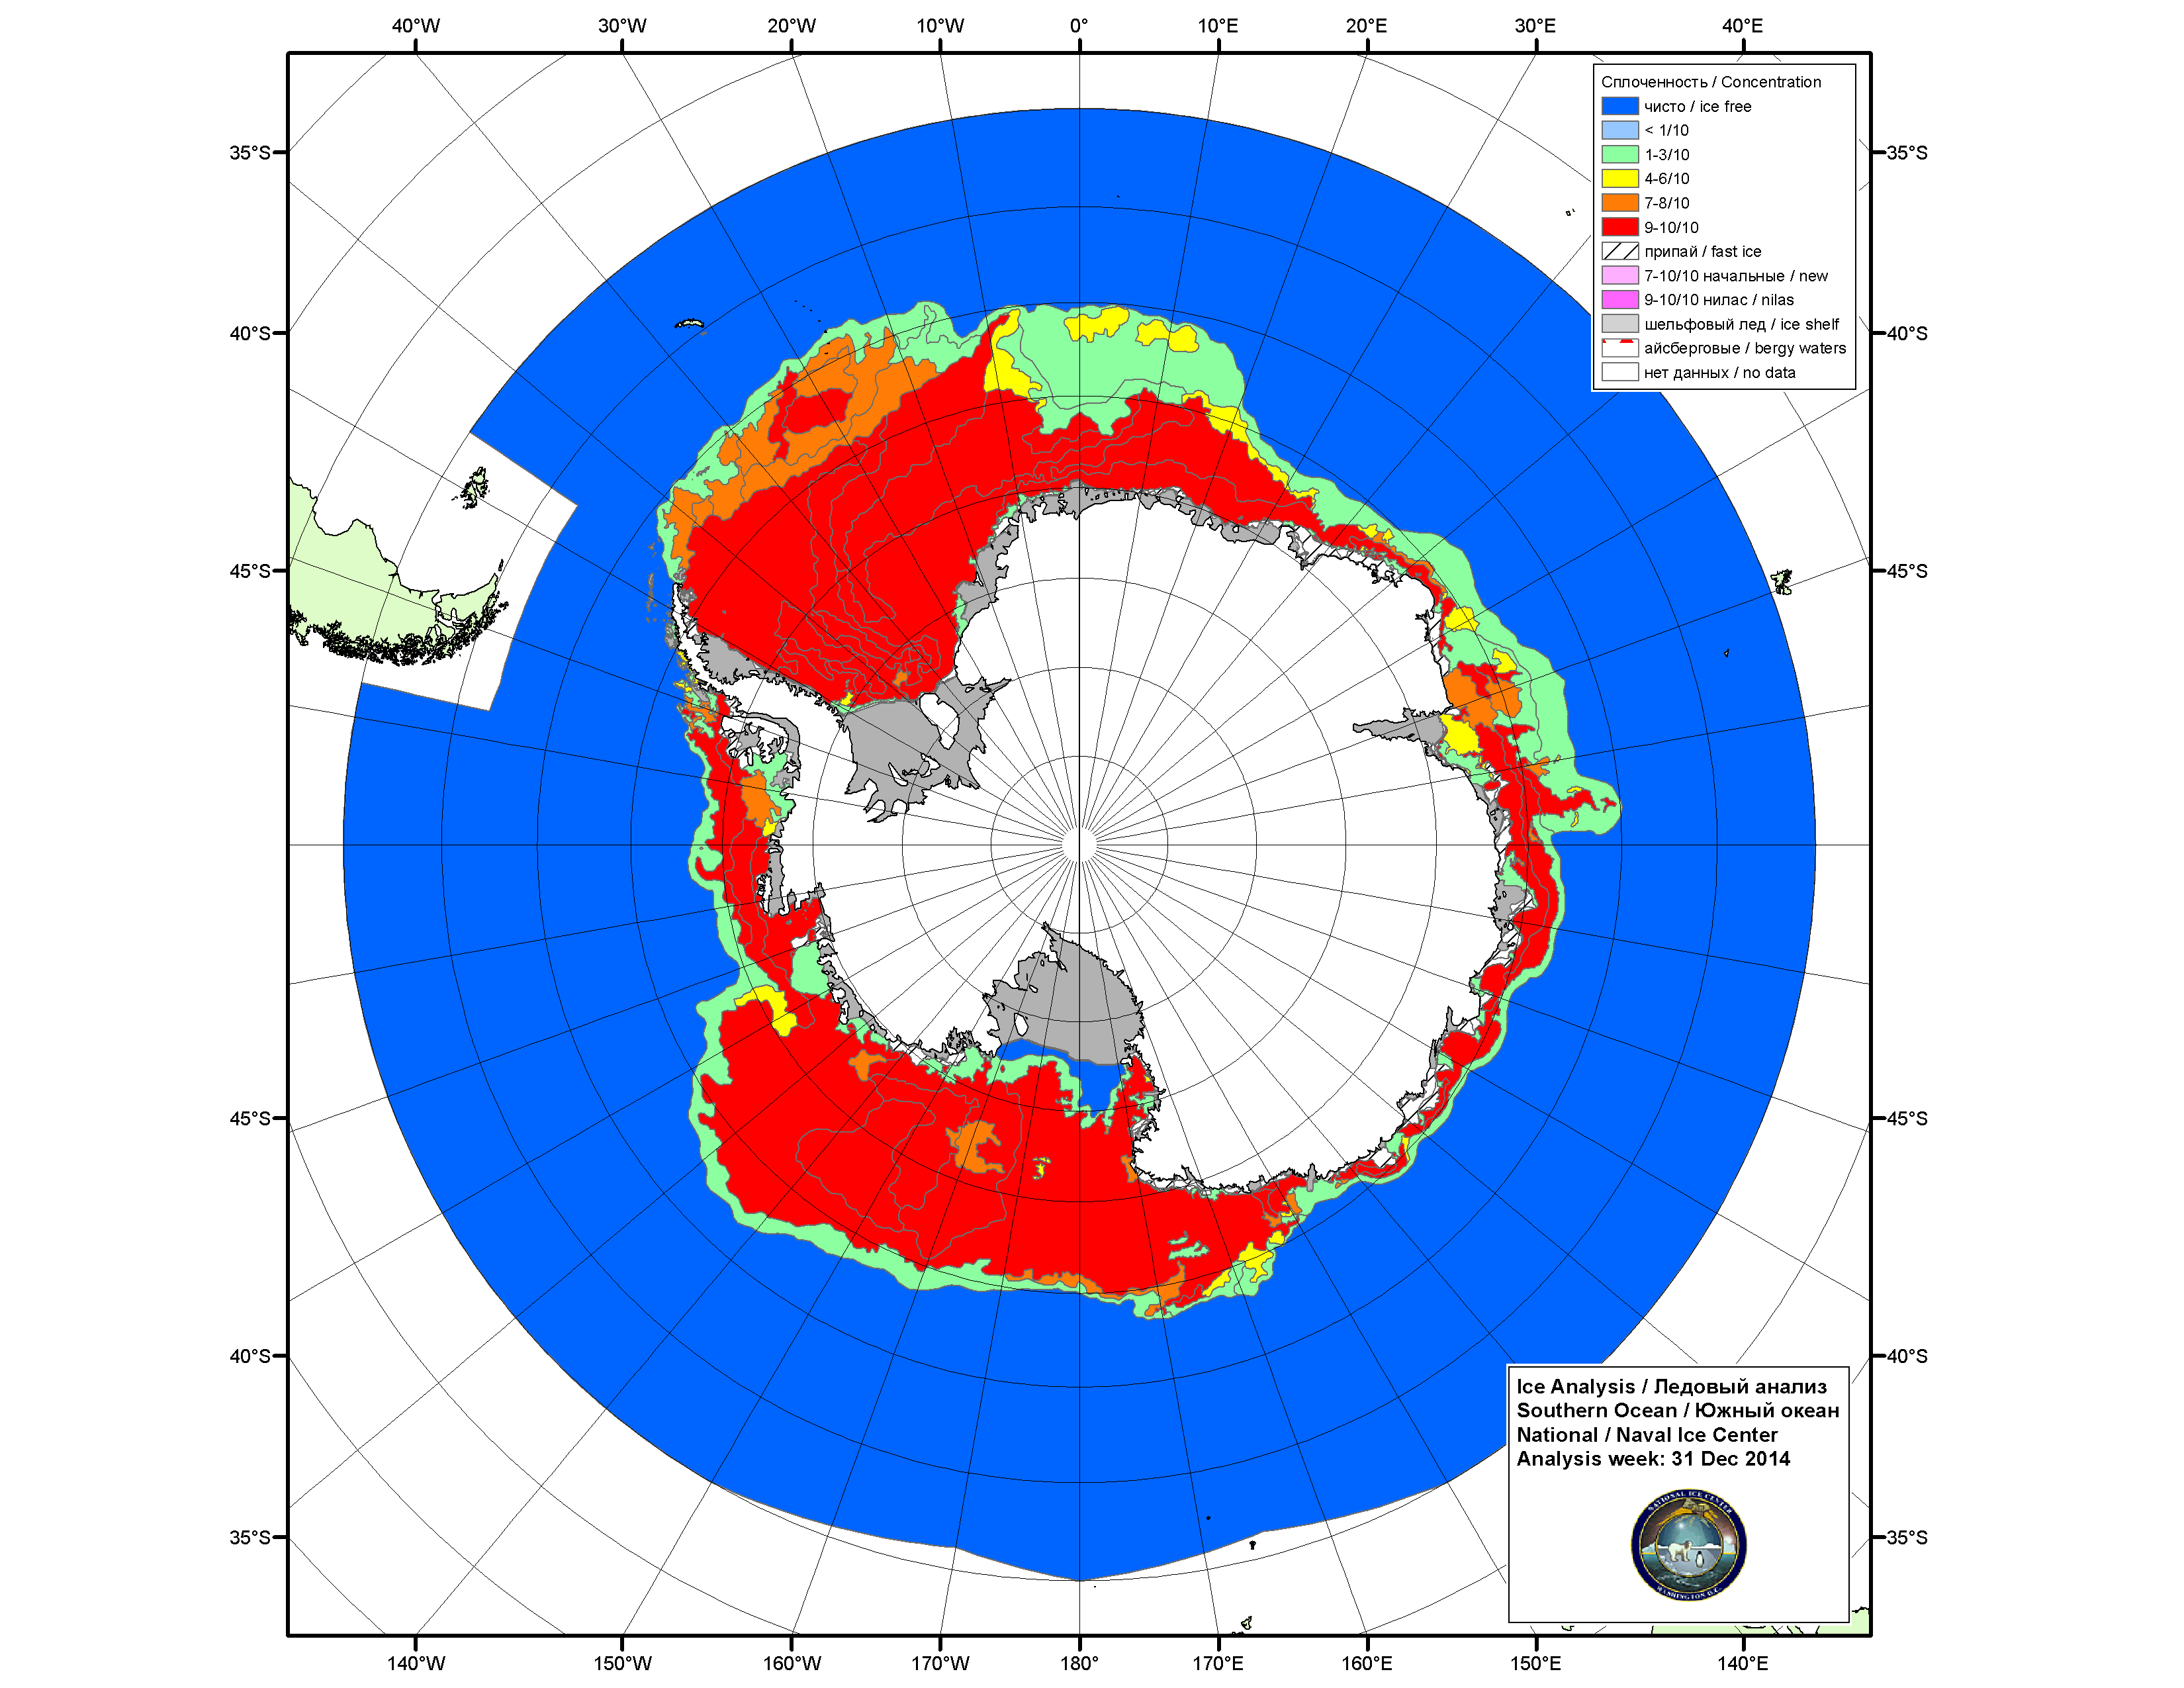 40°W 30°W 20°W 10°W 0° 10°E 20°E 30°E 40°E
Сплоченность / Concentration
чисто / ice free
< 1/10
1-3/10
4-6/10
7-8/10
9-10/10
припай / fast ice
7-10/10 начальные / new
9-10/10 нилас / nilas
шельфовый лед / ice shelf
айсберговые / bergy waters
нет данных / no data
35°S 35°S
40°S 40°S
45°S 45°S
45°S 45°S
40°S 40°S
35°S 35°S
Ice Analysis / Ледовый анализ
Southern Ocean / Южный океан
National / Naval Ice Center
Analysis week: 31 Dec 2014
NATIONAL ICE CENTER
WASHINGTON D.C.
140°W 150°W 160°W 170°W 180° 170°E 160°E 150°E 140°E